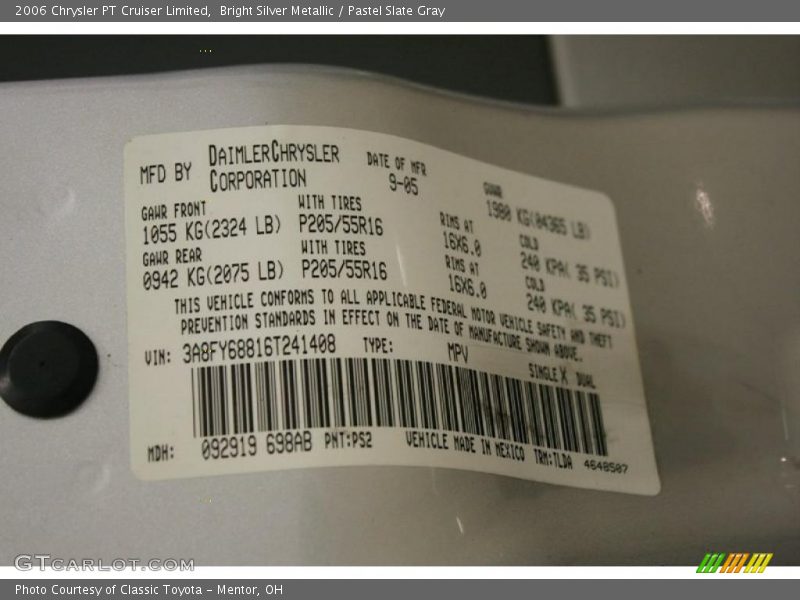 2006 Chrysler PT Cruiser Limited,  Bright Silver Metallic / Pastel Slate Gray
MFD BY DAIMLERCHRYSLER CORPORATION
DATE OF MFR 9-05
GVWR 1980 KG(04365 LB)
GAWR FRONT WITH TIRES RIMS AT COLD
1055 KG(2324 LB) P205/55R16 16X6.0 240 KPA( 35 PSI)
GAWR REAR WITH TIRES RIMS AT COLD
0942 KG(2075 LB) P205/55R16 16X6.0 240 KPA( 35 PSI)
THIS VEHICLE CONFORMS TO ALL APPLICABLE FEDERAL MOTOR VEHICLE SAFETY AND THEFT
PREVENTION STANDARDS IN EFFECT ON THE DATE OF MANUFACTURE SHOWN ABOVE.
VIN: 3A8FY68816T241408 TYPE: MPV SINGLE X DUAL
MDH: 092919 698AB PNT:PS2 VEHICLE MADE IN MEXICO TRM:TLDA 4648507
GTCARLOT.COM
Photo Courtesy of Classic Toyota - Mentor, OH